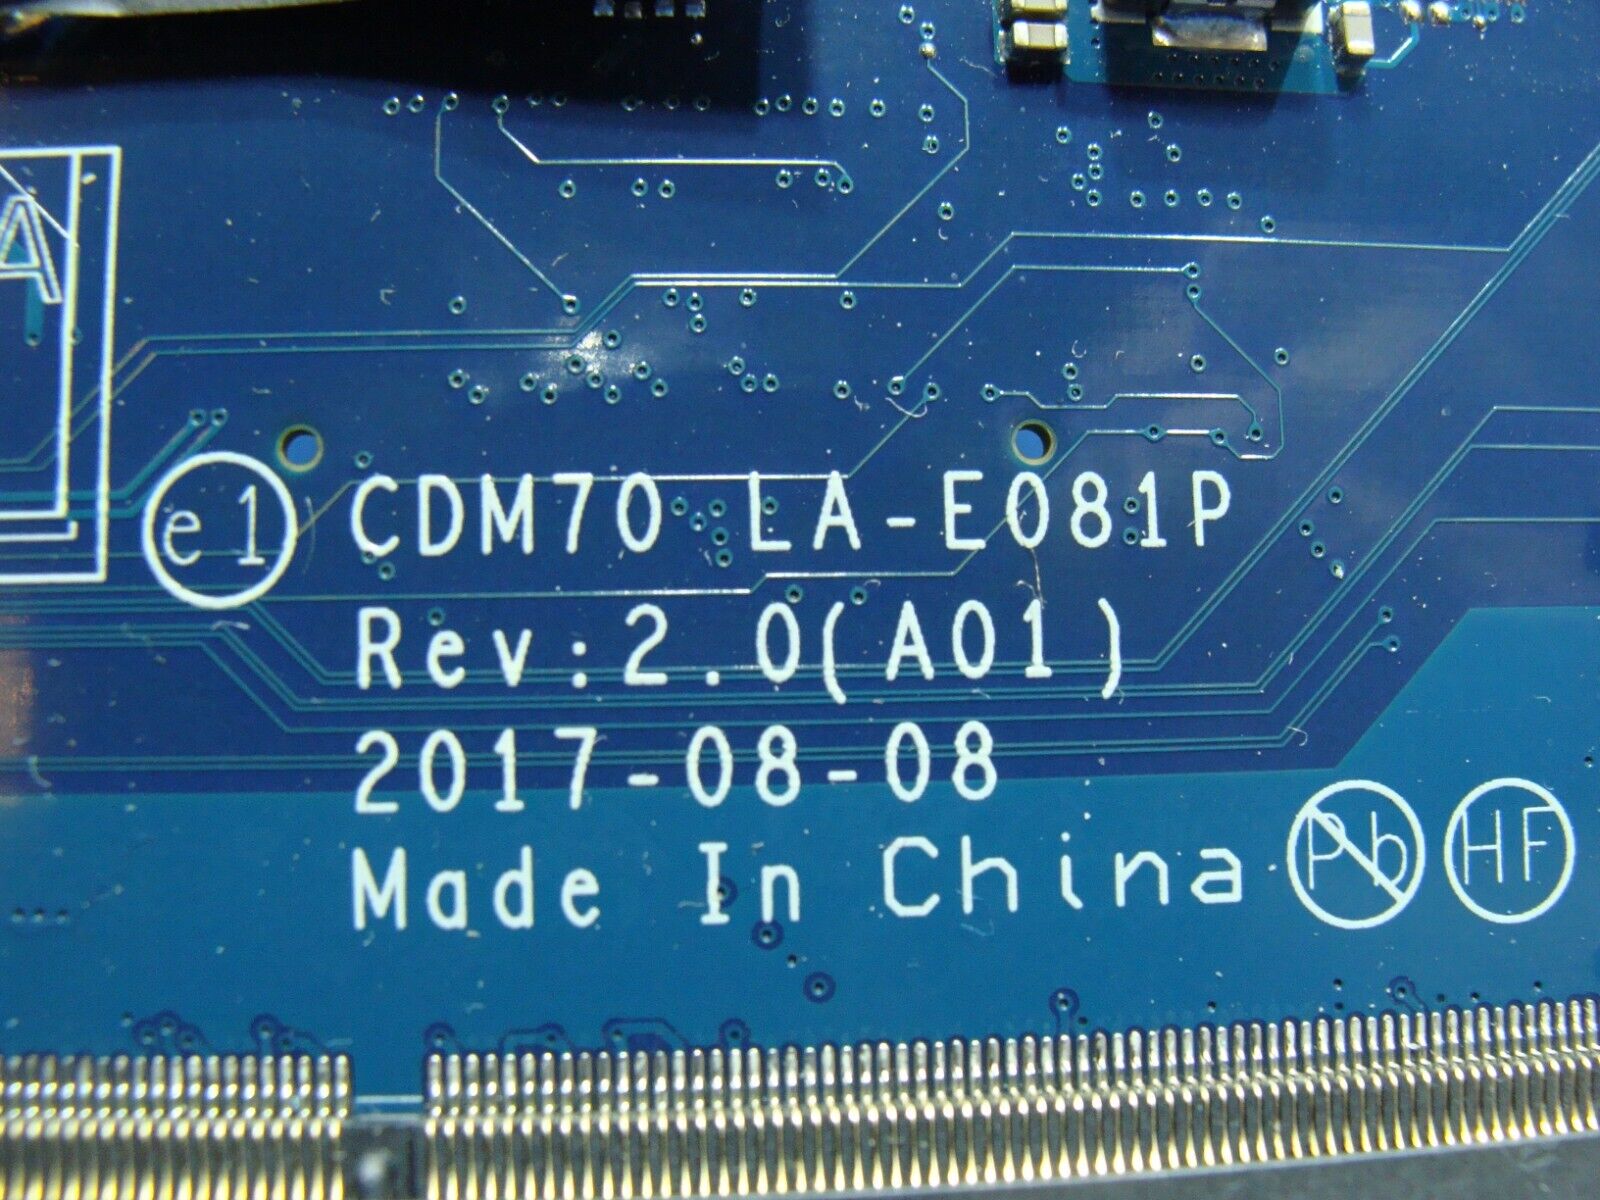 A
e1 CDM70 LA-E081P
Rev:2.0(A01)
2017-08-08
Made In China Pb HF